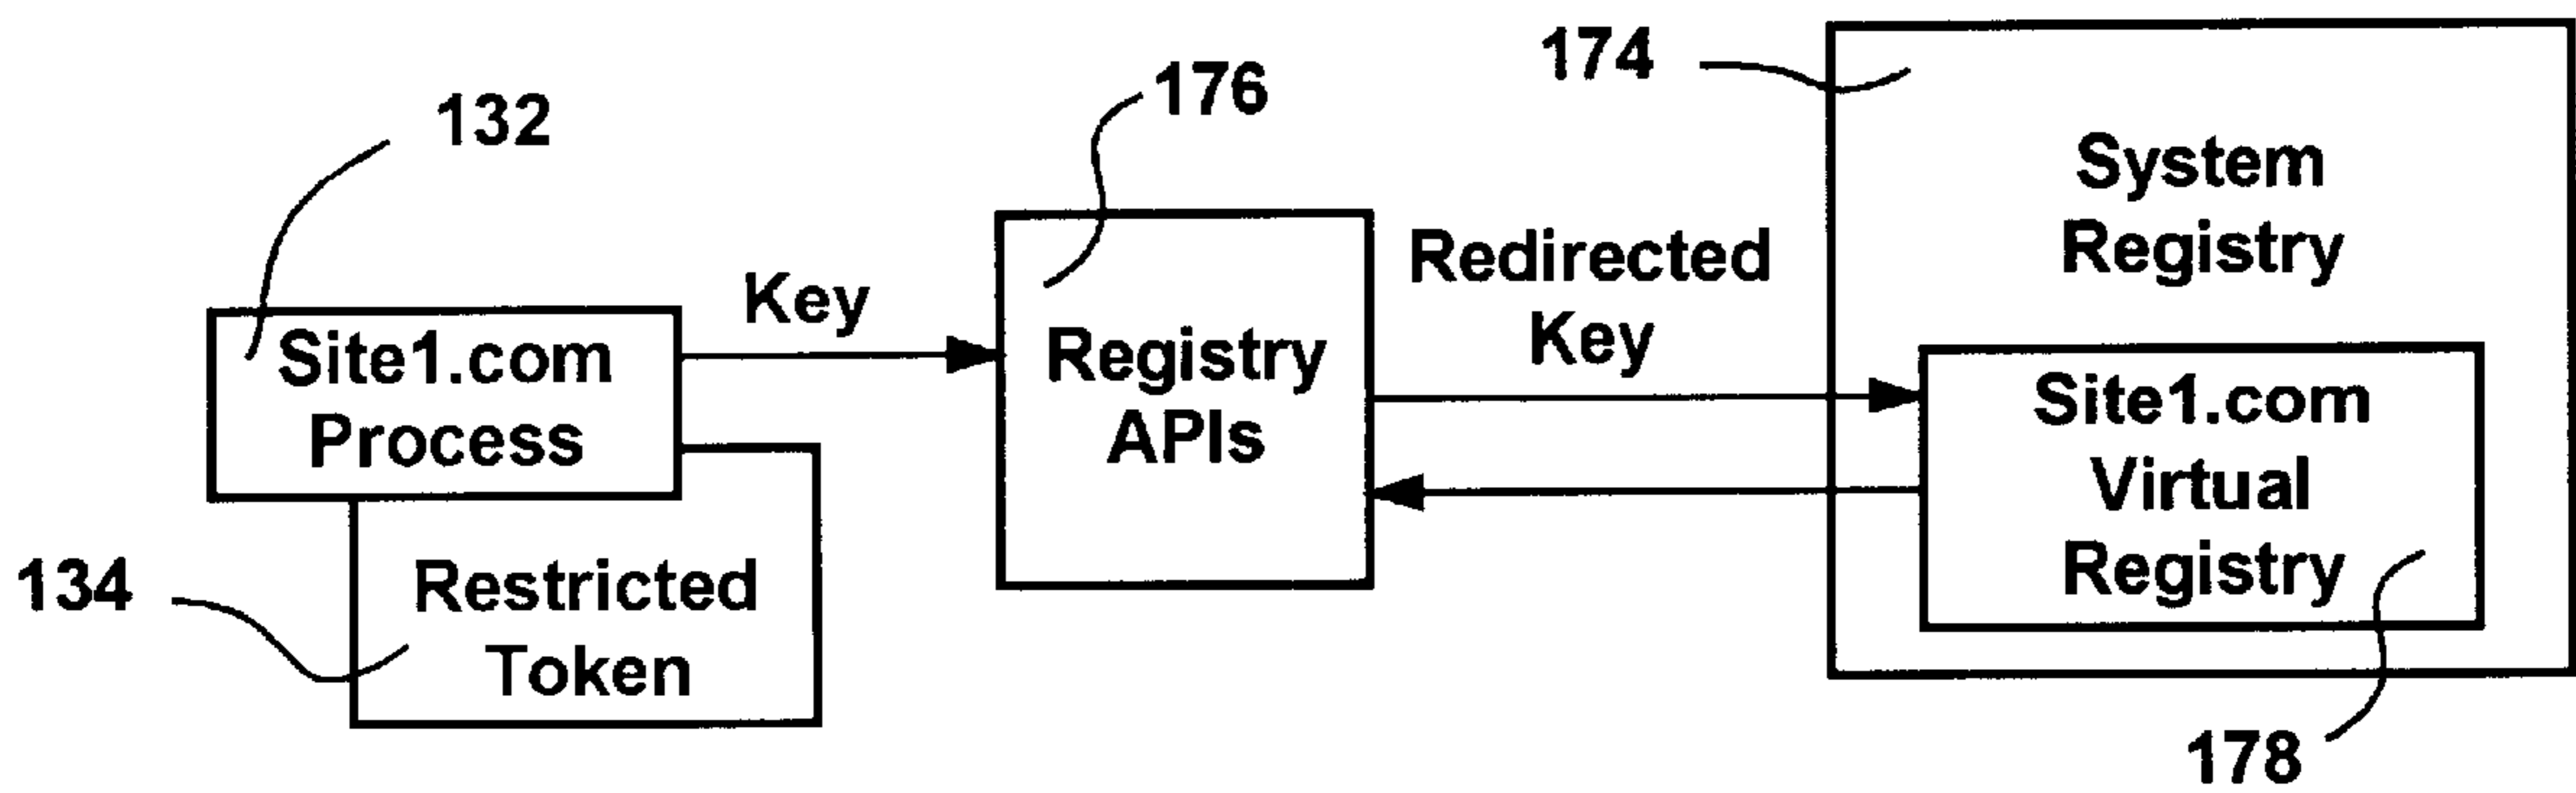 132
176
174
System
Registry
Key
Redirected
Key
Site1.com
Process
Registry
APIs
Site1.com
Virtual
Registry
134
Restricted
Token
178